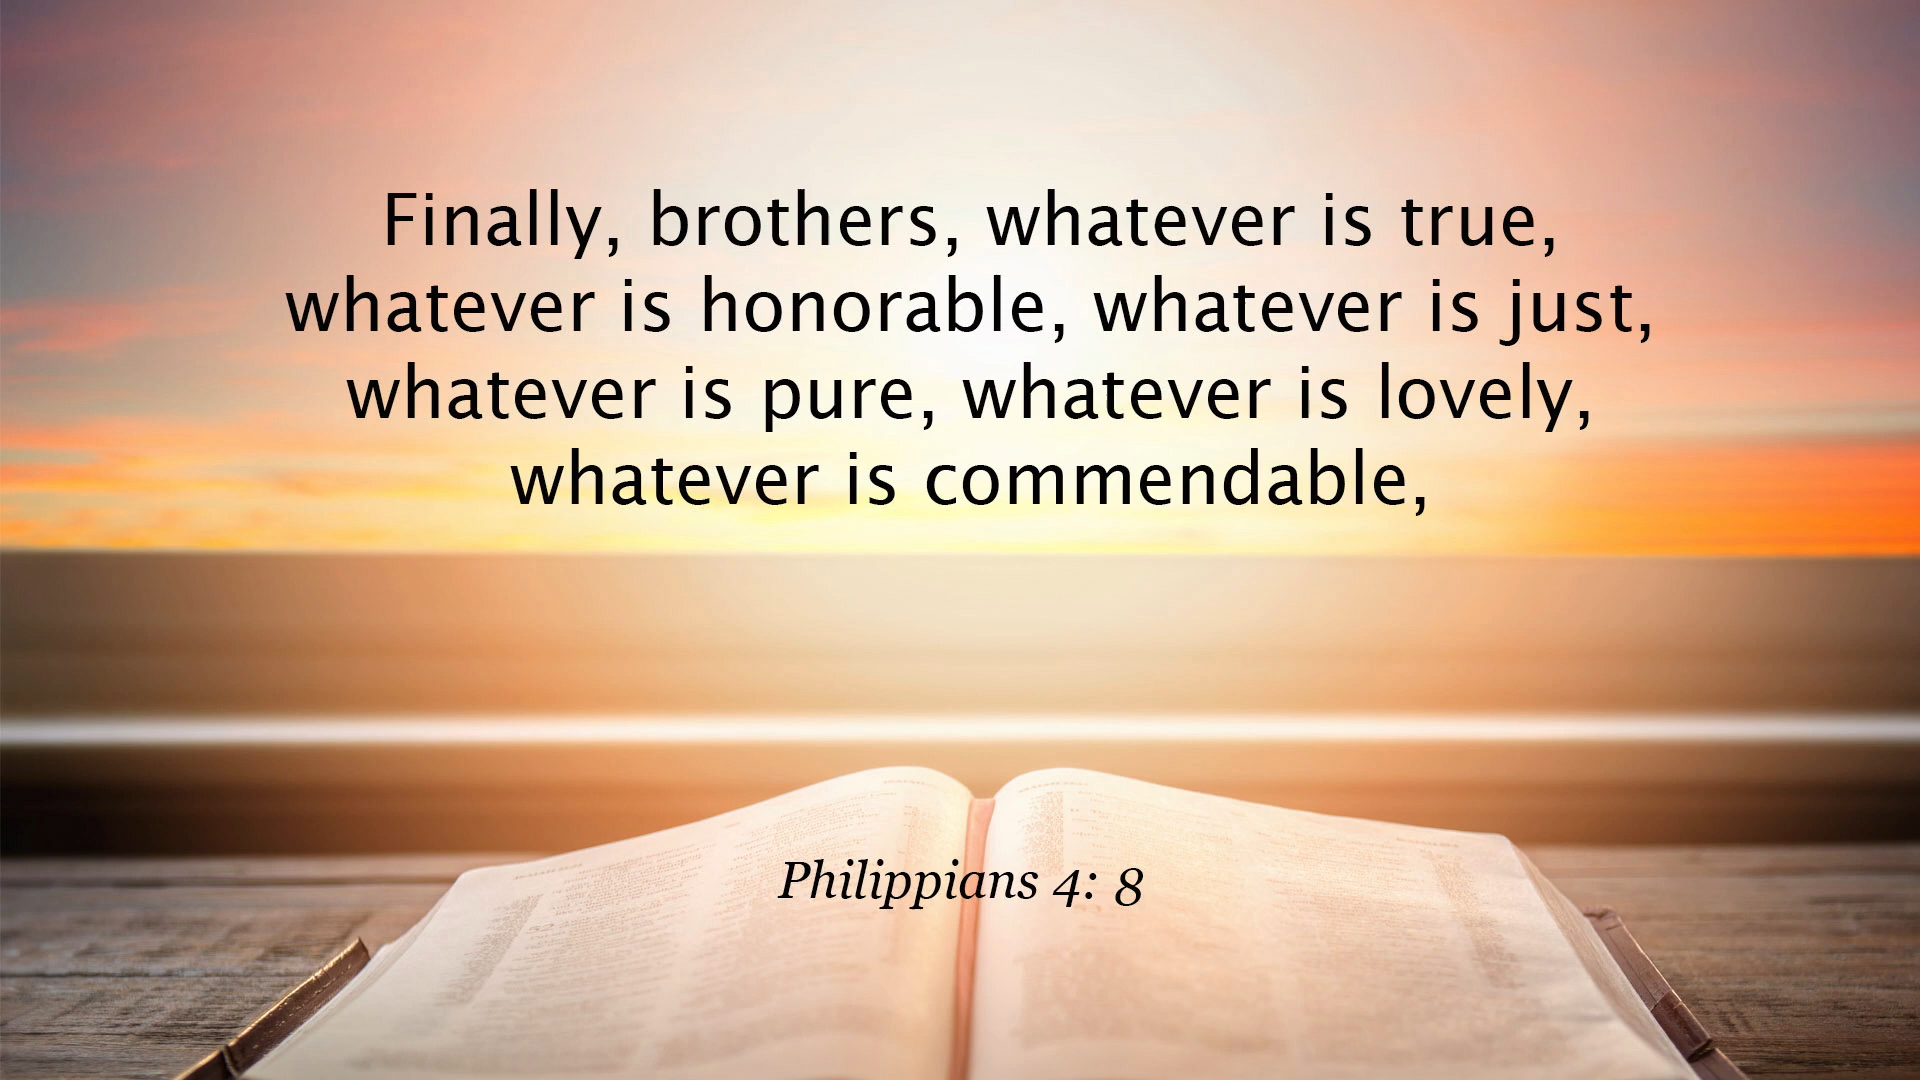 Finally, brothers, whatever is true,
whatever is honorable, whatever is just,
whatever is pure, whatever is lovely,
whatever is commendable,
Philippians 4: 8